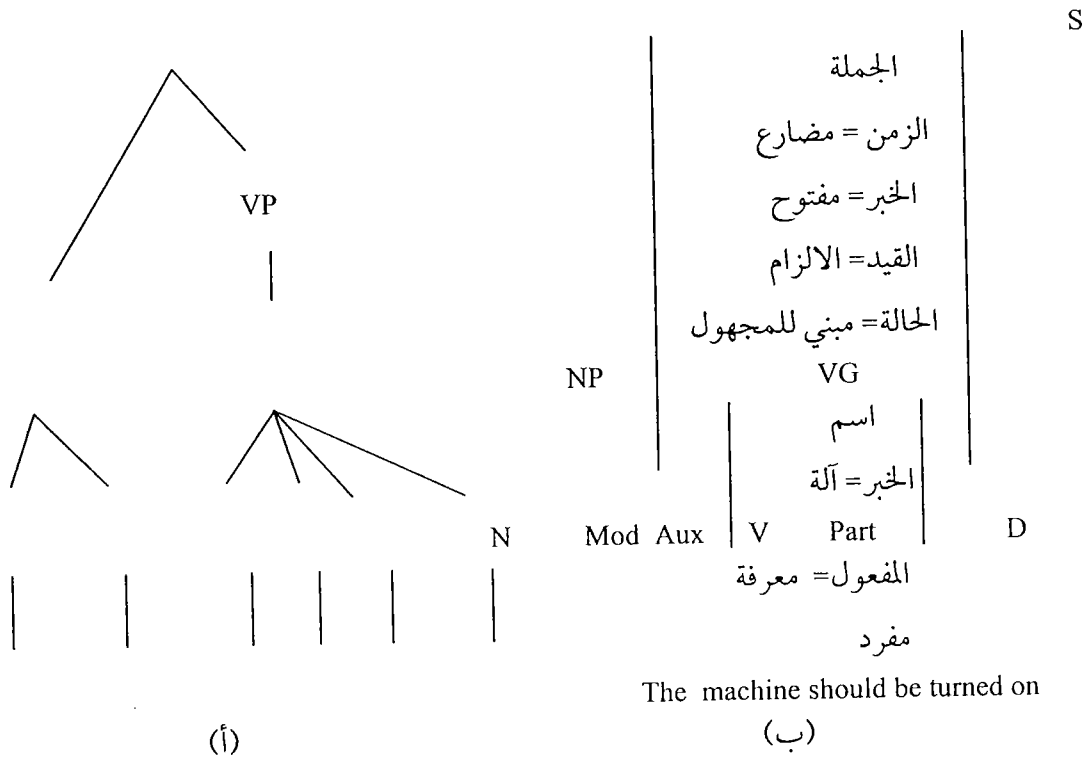 S
الجملة
الزمن = مضارع
VP
الخبر = مفتوح
القيد= الالزام
الحالة= مبني للمجهول
NP VG
اسم
الخبر= آلة
N Mod Aux V Part D
المفعول= معرفة
مفرد
The machine should be turned on
(أ) (ب)